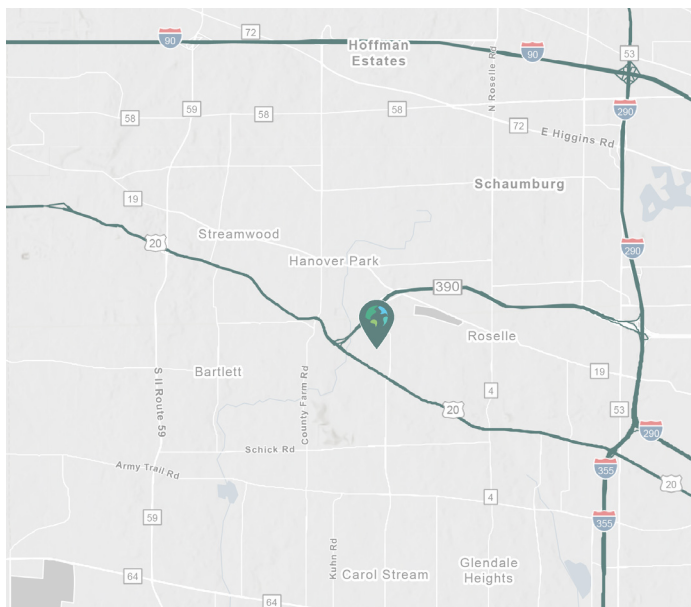 72
90
Hoffman
Estates
90
53
N Roselle Rd
59
58
58
58
290
72
E Higgins Rd
Schaumburg
19
Streamwood
20
290
Hanover Park
390
Roselle
Bartlett
19
S Il Route 59
County Farm Rd
4
20
53
290
Schick Rd
Army Trail Rd
355
20
4
59
355
Kuhn Rd
64
Carol Stream
Glendale
Heights
64